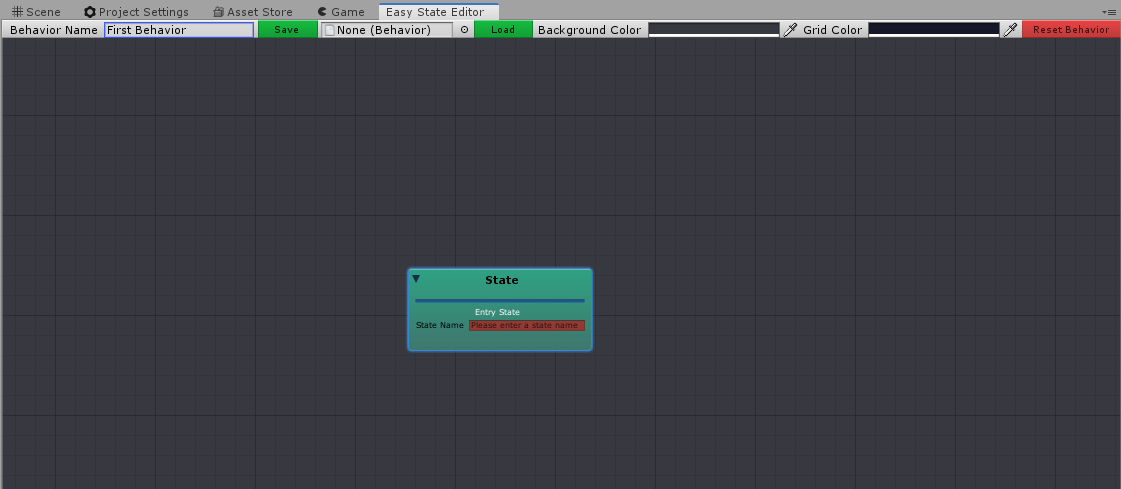 Scene Project Settings Asset Store Game Easy State Editor
Behavior Name First Behavior Save None (Behavior) Load Background Color Grid Color Reset Behavior
State
Entry State
State Name Please enter a state name